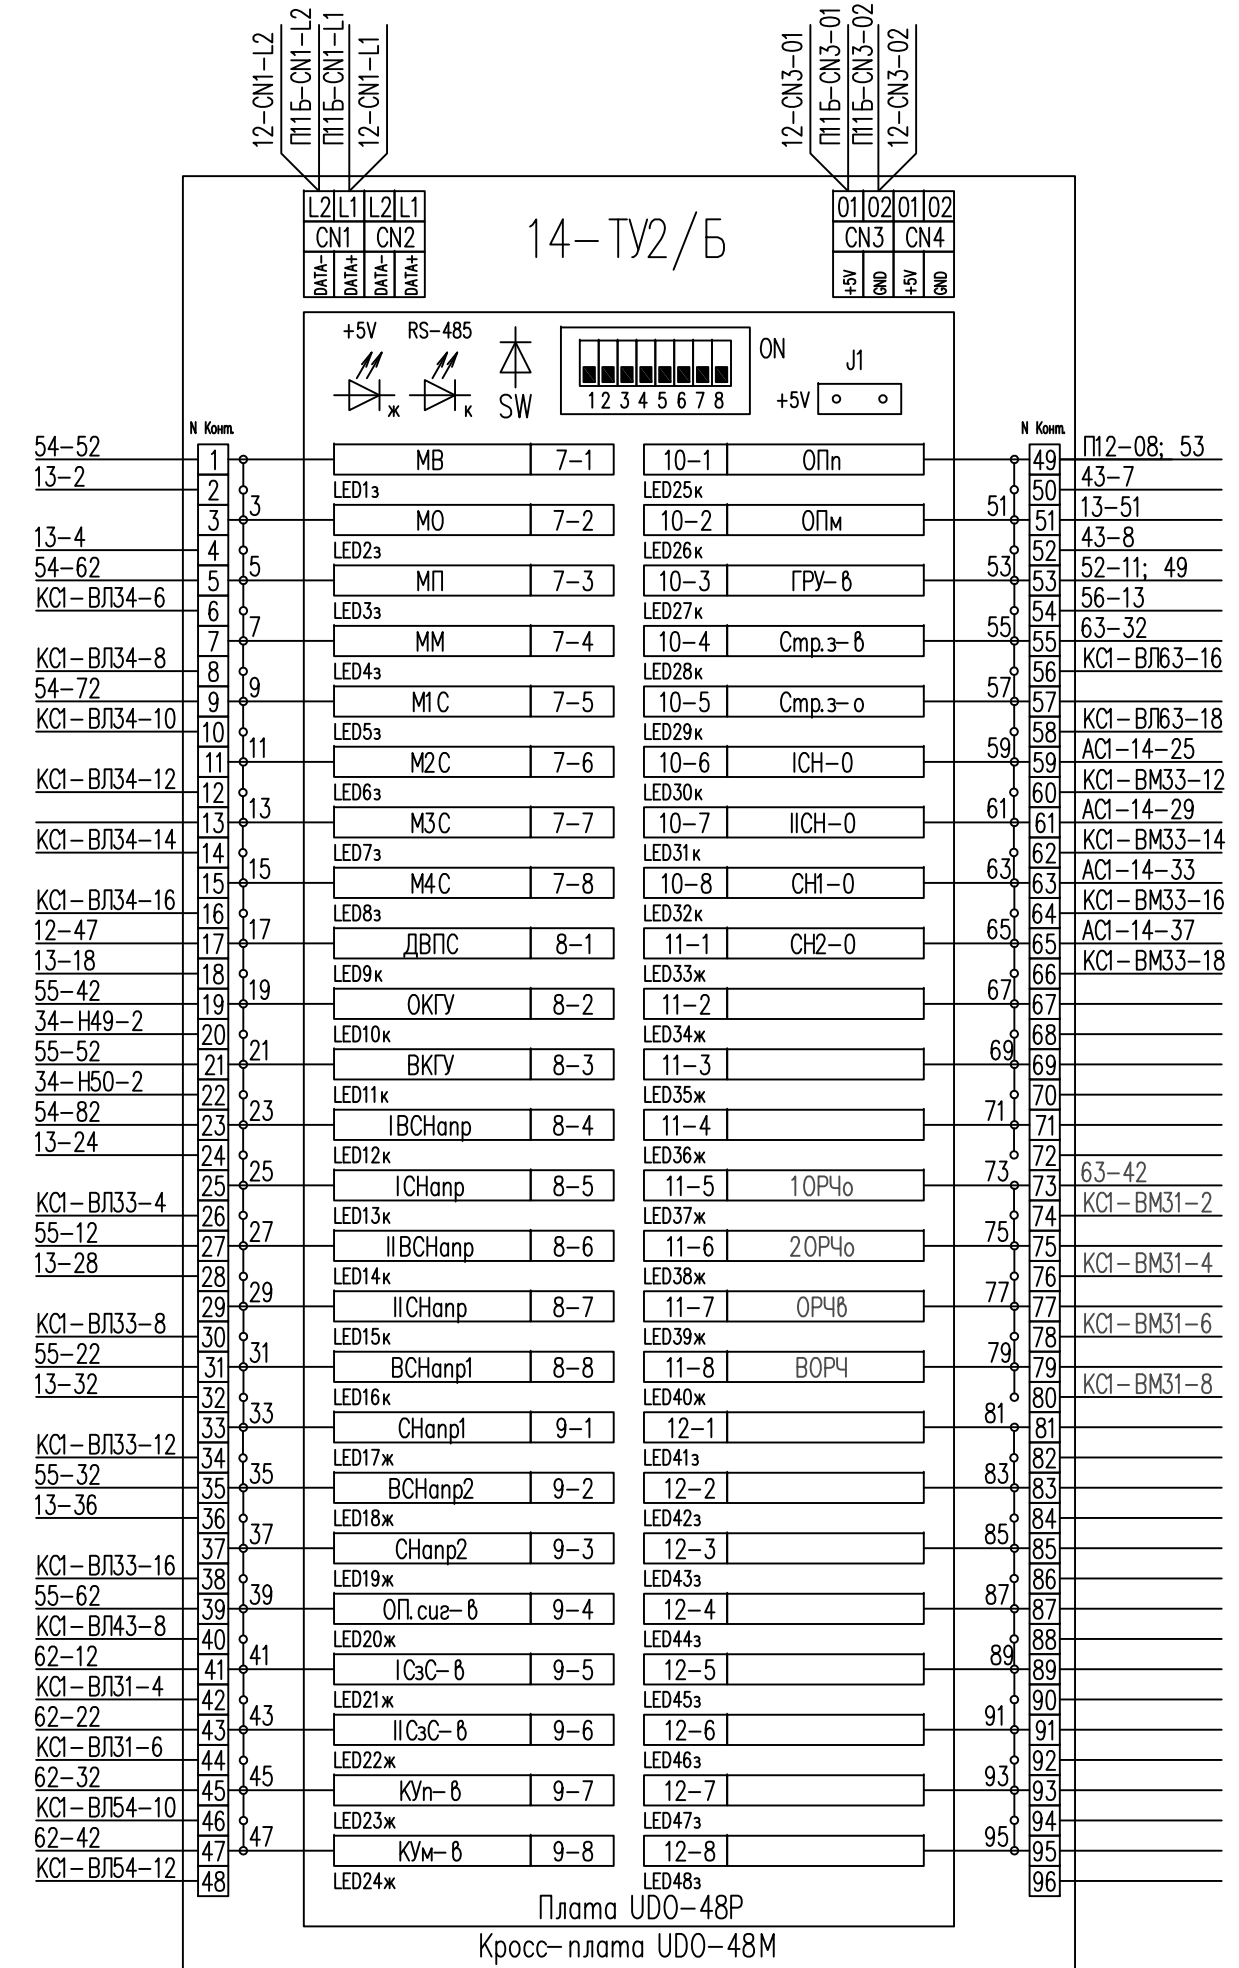 12-CN1-L2
П11Б-CN1-L2
П11Б-CN1-L1
12-CN1-L1
12-CN3-01
П11Б-CN3-01
П11Б-CN3-02
12-CN3-02
L2 L1 L2 L1
CN1 CN2
DATA- DATA+ DATA- DATA+
14-ТУ2/Б
01 02 01 02
CN3 CN4
+5V GND +5V GND
+5V RS-485 ON J1
ж к SW 1 2 3 4 5 6 7 8 +5V
N Конт. N Конт.
54-52 1 МВ 7-1 10-1 ОПп 49 П12-08; 53
13-2 2 LED1з LED25к 50 43-7
3 3 МО 7-2 10-2 ОПм 51 51 13-51
13-4 4 LED2з LED26к 52 43-8
54-62 5 5 МП 7-3 10-3 ГРУ-в 53 53 52-11; 49
КС1-ВЛ34-6 6 LED3з LED27к 54 56-13
7 7 ММ 7-4 10-4 Стр.з-в 55 55 63-32
КС1-ВЛ34-8 8 LED4з LED28к 56 КС1-ВЛ63-16
54-72 9 9 М1С 7-5 10-5 Стр.з-о 57 57
КС1-ВЛ34-10 10 LED5з LED29к 58 КС1-ВЛ63-18
11 11 М2С 7-6 10-6 IСН-О 59 59 АС1-14-25
КС1-ВЛ34-12 12 LED6з LED30к 60 КС1-ВМ33-12
13 13 М3С 7-7 10-7 IIСН-О 61 61 АС1-14-29
КС1-ВЛ34-14 14 LED7з LED31к 62 КС1-ВМ33-14
15 15 М4С 7-8 10-8 СН1-О 63 63 АС1-14-33
КС1-ВЛ34-16 16 LED8з LED32к 64 КС1-ВМ33-16
12-47 17 17 ДВПС 8-1 11-1 СН2-О 65 65 АС1-14-37
13-18 18 LED9к LED33ж 66 КС1-ВМ33-18
55-42 19 19 ОКГУ 8-2 11-2 67 67
34-Н49-2 20 LED10к LED34ж 68
55-52 21 21 ВКГУ 8-3 11-3 69 69
34-Н50-2 22 LED11к LED35ж 70
54-82 23 23 IВСНапр 8-4 11-4 71 71
13-24 24 LED12к LED36ж 72
25 25 IСНапр 8-5 11-5 1ОРЧо 73 73 63-42
КС1-ВЛ33-4 26 LED13к LED37ж 74 КС1-ВМ31-2
55-12 27 27 IIВСНапр 8-6 11-6 2ОРЧо 75 75
13-28 28 LED14к LED38ж 76 КС1-ВМ31-4
29 29 IIСНапр 8-7 11-7 ОРЧв 77 77
КС1-ВЛ33-8 30 LED15к LED39ж 78 КС1-ВМ31-6
55-22 31 31 ВСНапр1 8-8 11-8 ВОРЧ 79 79
13-32 32 LED16к LED40ж 80 КС1-ВМ31-8
33 33 СНапр1 9-1 12-1 81 81
КС1-ВЛ33-12 34 LED17ж LED41з 82
55-32 35 35 ВСНапр2 9-2 12-2 83 83
13-36 36 LED18ж LED42з 84
37 37 СНапр2 9-3 12-3 85 85
КС1-ВЛ33-16 38 LED19ж LED43з 86
55-62 39 39 ОП.сиг-в 9-4 12-4 87 87
КС1-ВЛ43-8 40 LED20ж LED44з 88
62-12 41 41 IСзС-в 9-5 12-5 89 89
КС1-ВЛ31-4 42 LED21ж LED45з 90
62-22 43 43 IIСзС-в 9-6 12-6 91 91
КС1-ВЛ31-6 44 LED22ж LED46з 92
62-32 45 45 КУп-в 9-7 12-7 93 93
КС1-ВЛ54-10 46 LED23ж LED47з 94
62-42 47 47 КУм-в 9-8 12-8 95 95
КС1-ВЛ54-12 48 LED24ж LED48з 96
Плата UDO-48P
Кросс-плата UDO-48M